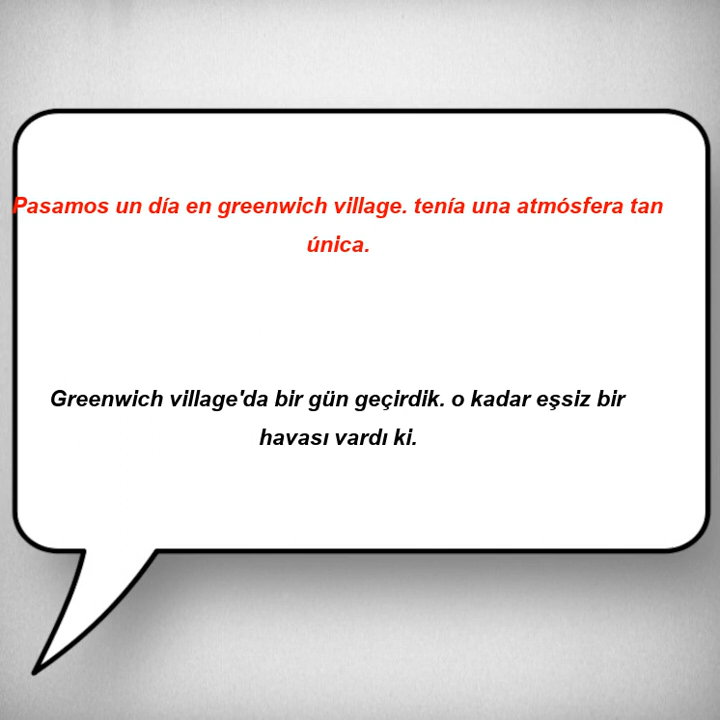 Pasamos un día en greenwich village. tenía una atmósfera tan
única.
Greenwich village'da bir gün geçirdik. o kadar eşsiz bir
havası vardı ki.